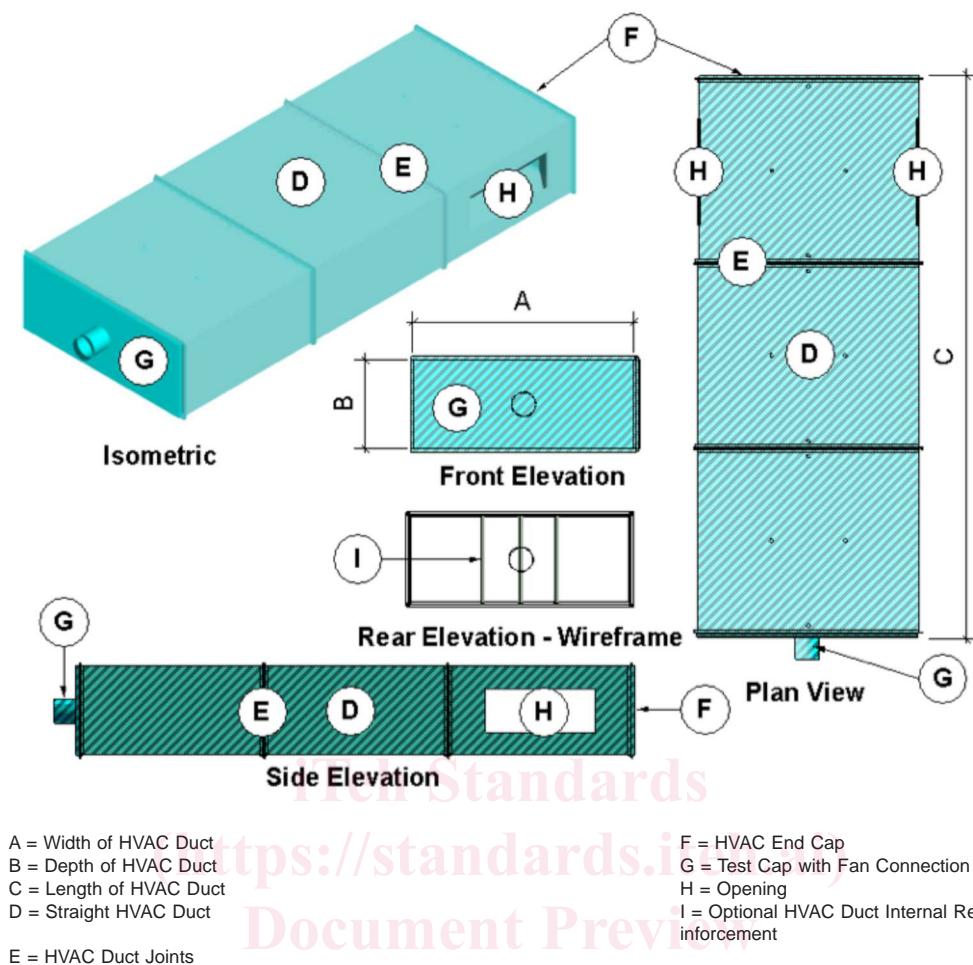 F
H
H
D
E
H
E
A
G
D
C
B
G
Isometric
Front Elevation
I
G
Rear Elevation - Wireframe
G
Plan View
E
D
H
F
Side Elevation
iTeh Standards
(https://standards.iteh.ai)
Document Preview
A = Width of HVAC Duct
B = Depth of HVAC Duct
C = Length of HVAC Duct
D = Straight HVAC Duct
E = HVAC Duct Joints
F = HVAC End Cap
G = Test Cap with Fan Connection
H = Opening
I = Optional HVAC Duct Internal Re
inforcement